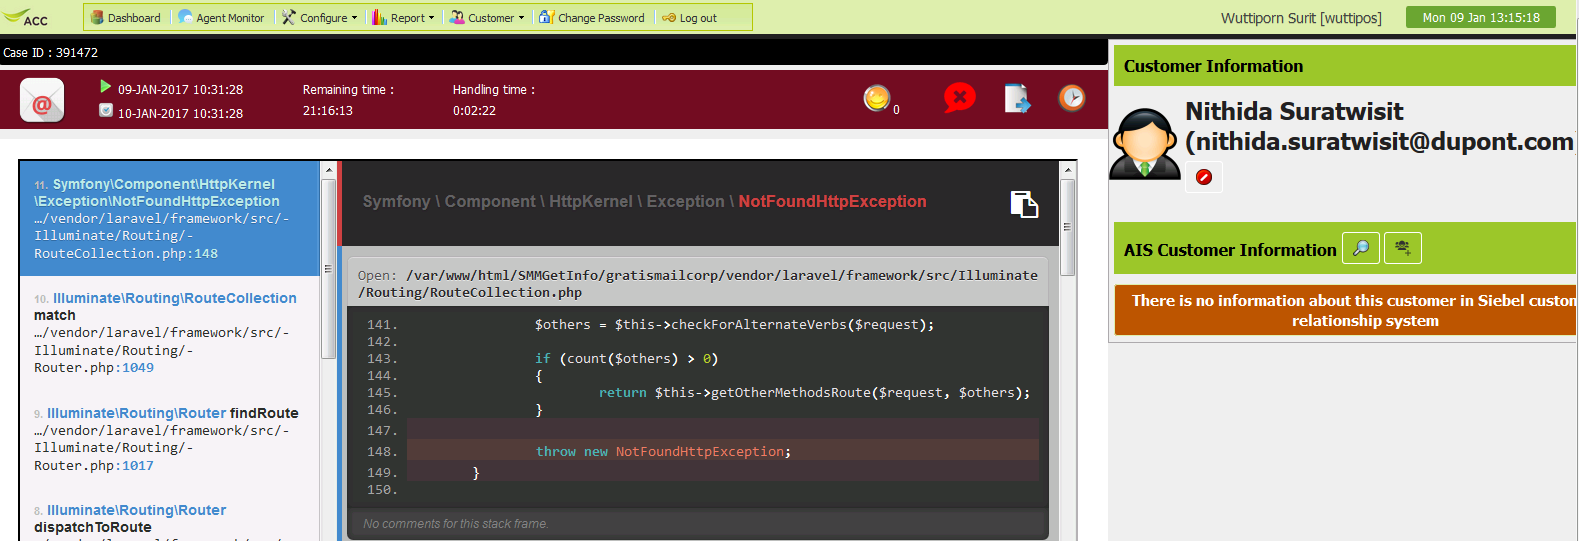 ACC
Dashboard Agent Monitor Configure Report Customer Change Password Log out
Wuttiporn Surit [wuttipos] Mon 09 Jan 13:15:18
Case ID : 391472
09-JAN-2017 10:31:28
10-JAN-2017 10:31:28
Remaining time :
21:16:13
Handling time :
0:02:22
0
11. Symfony\Component\HttpKernel
\Exception\NotFoundHttpException
…/vendor/laravel/framework/src/-
Illuminate/Routing/-
RouteCollection.php:148
10. Illuminate\Routing\RouteCollection
match
…/vendor/laravel/framework/src/-
Illuminate/Routing/-
Router.php:1049
9. Illuminate\Routing\Router findRoute
…/vendor/laravel/framework/src/-
Illuminate/Routing/-
Router.php:1017
8. Illuminate\Routing\Router
dispatchToRoute
Symfony \ Component \ HttpKernel \ Exception \ NotFoundHttpException
Open: /var/www/html/SMMGetInfo/gratismailcorp/vendor/laravel/framework/src/Illuminate
/Routing/RouteCollection.php
141. $others = $this->checkForAlternateVerbs($request);
142.
143. if (count($others) > 0)
144. {
145. return $this->getOtherMethodsRoute($request, $others);
146. }
147.
148. throw new NotFoundHttpException;
149. }
150.
No comments for this stack frame.
Customer Information
Nithida Suratwisit
(nithida.suratwisit@dupont.com
AIS Customer Information
There is no information about this customer in Siebel custom
relationship system